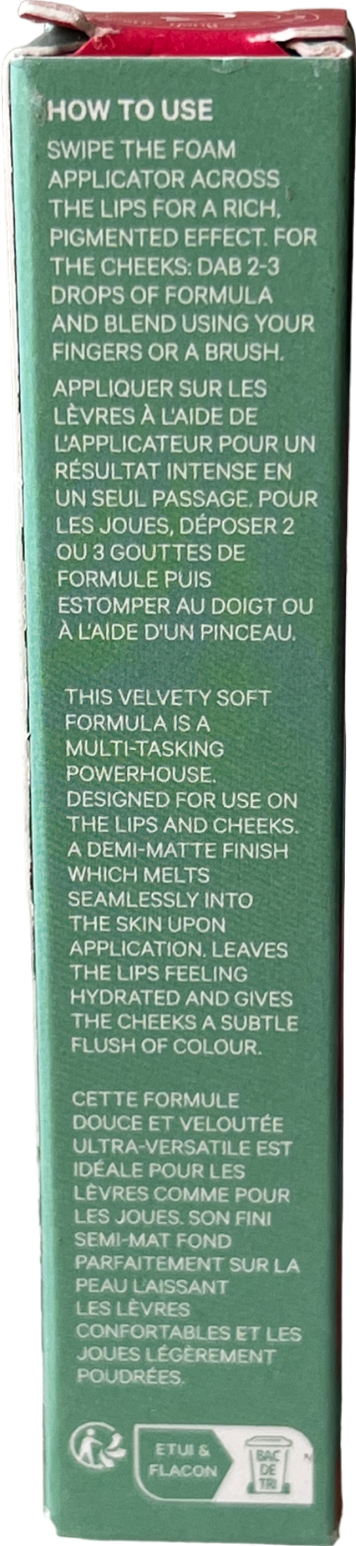 HOW TO USE
SWIPE THE FOAM
APPLICATOR ACROSS
THE LIPS FOR A RICH,
PIGMENTED EFFECT. FOR
THE CHEEKS: DAB 2-3
DROPS OF FORMULA
AND BLEND USING YOUR
FINGERS OR A BRUSH.
APPLIQUER SUR LES
LÈVRES À L'AIDE DE
L'APPLICATEUR POUR UN
RÉSULTAT INTENSE EN
UN SEUL PASSAGE. POUR
LES JOUES, DÉPOSER 2
OU 3 GOUTTES DE
FORMULE PUIS
ESTOMPER AU DOIGT OU
À L'AIDE D'UN PINCEAU.
THIS VELVETY SOFT
FORMULA IS A
MULTI-TASKING
POWERHOUSE.
DESIGNED FOR USE ON
THE LIPS AND CHEEKS.
A DEMI-MATTE FINISH
WHICH MELTS
SEAMLESSLY INTO
THE SKIN UPON
APPLICATION. LEAVES
THE LIPS FEELING
HYDRATED AND GIVES
THE CHEEKS A SUBTLE
FLUSH OF COLOUR.
CETTE FORMULE
DOUCE ET VELOUTÉE
ULTRA-VERSATILE EST
IDÉALE POUR LES
LÈVRES COMME POUR
LES JOUES. SON FINI
SEMI-MAT FOND
PARFAITEMENT SUR LA
PEAU LAISSANT
LES LÈVRES
CONFORTABLES ET LES
JOUES LÉGÈREMENT
POUDRÉES.
ETUI &
FLACON
BAC
DE
TRI